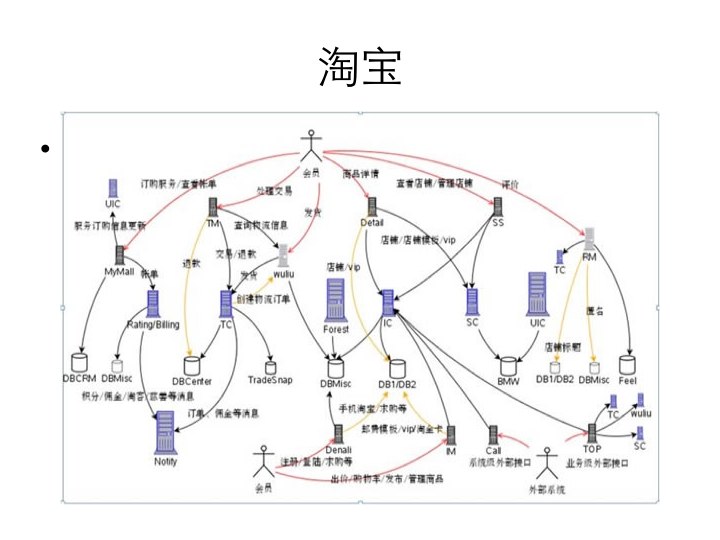 淘宝
会员
订购服务/查看帐单
处理交易
商品详情
查看店铺/管理店铺
评价
UIC
发货
服务订购信息更新
TM
查询物流信息
Detail
SS
店铺/店铺模板/vip
RM
MyMall
帐单
退款
交易/退款
发货
wuliu
店铺/vip
TC
创建物流订单
匿名
Rating/Billing
TC
Forest
IC
SC
UIC
店铺标题
DBCRM
DBMisc
DBCenter
TradeSnap
DBMisc
DB1/DB2
BMW
DB1/DB2
DBMisc
Feel
积分/佣金/淘客/慈善等消息
订单、佣金等消息
手机淘宝/求购等
邮费模板/vip/淘金卡
TC
wuliu
Notify
Denali
IM
Call
TOP
SC
注册/登陆/求购等
系统级外部接口
业务级外部接口
出价/购物车/发布/管理商品
会员
外部系统